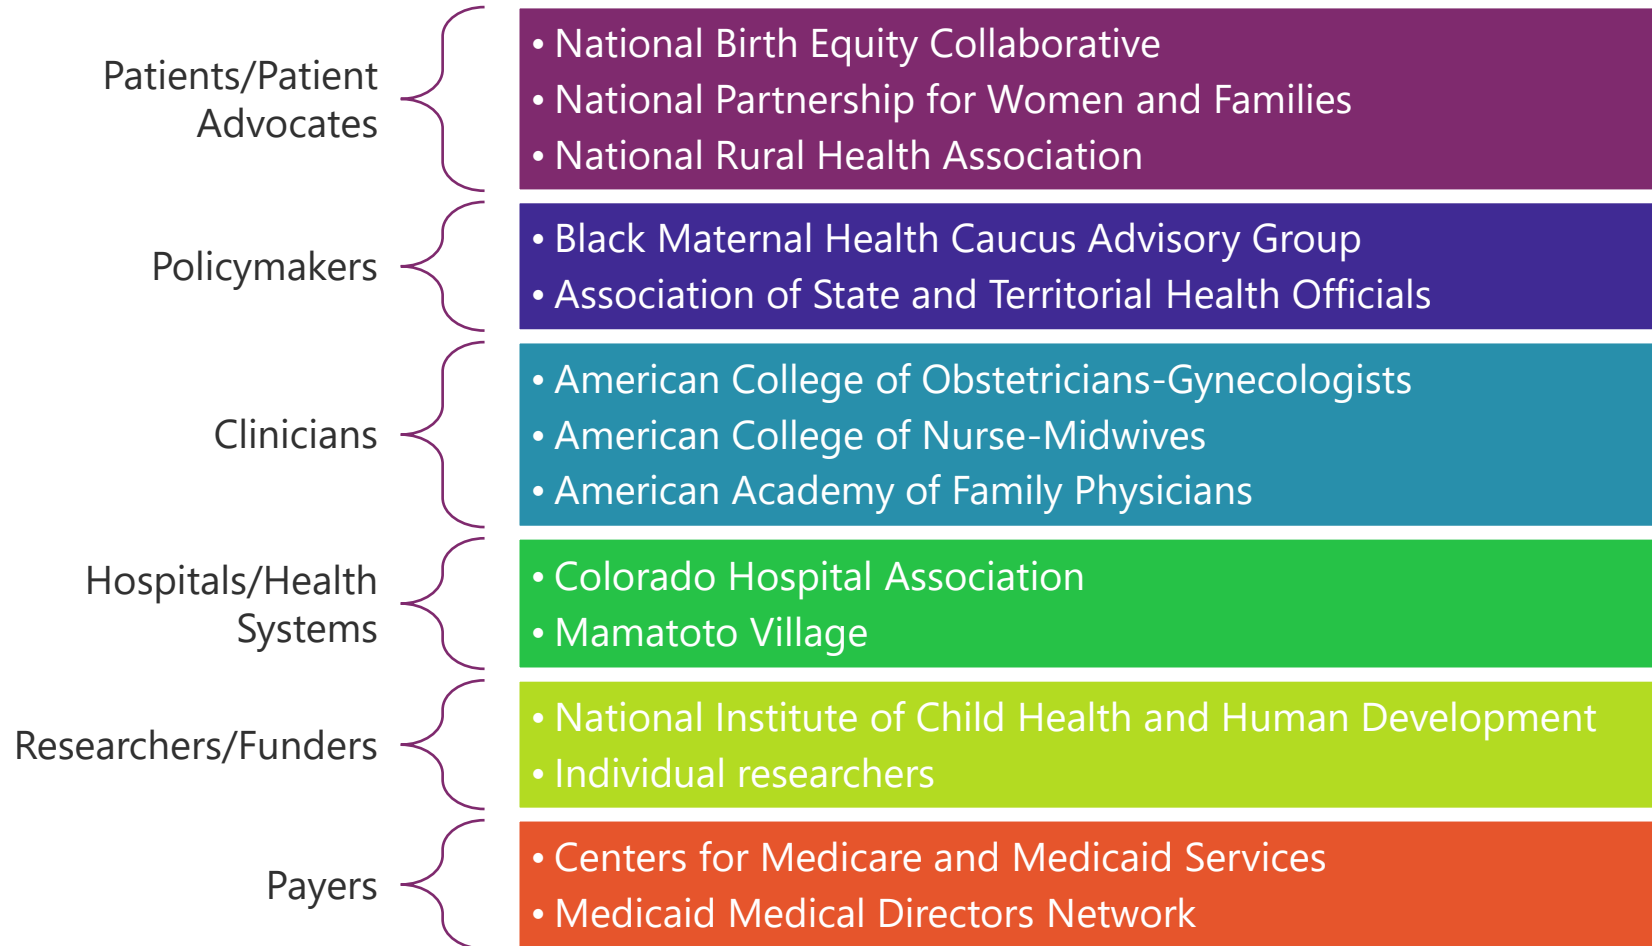 Patients/Patient
Advocates
• National Birth Equity Collaborative
• National Partnership for Women and Families
• National Rural Health Association
Policymakers
• Black Maternal Health Caucus Advisory Group
• Association of State and Territorial Health Officials
Clinicians
• American College of Obstetricians-Gynecologists
• American College of Nurse-Midwives
• American Academy of Family Physicians
Hospitals/Health
Systems
• Colorado Hospital Association
• Mamatoto Village
Researchers/Funders
• National Institute of Child Health and Human Development
• Individual researchers
Payers
• Centers for Medicare and Medicaid Services
• Medicaid Medical Directors Network